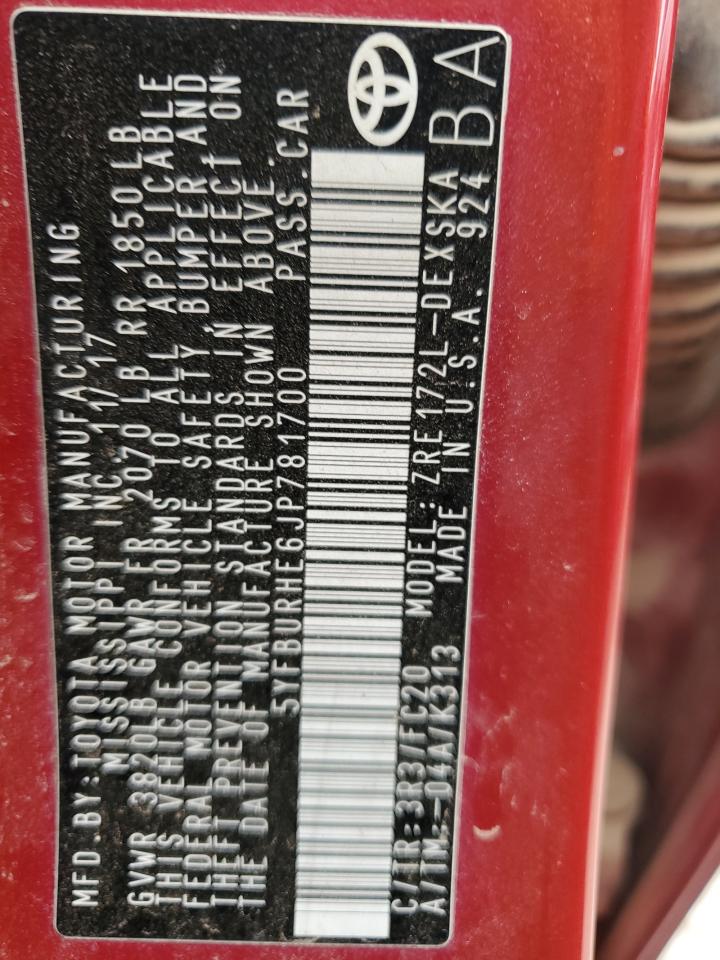 MFD.BY:TOYOTA MOTOR MANUFACTURING
MISSISSIPPI INC. 11/17
GVWR 3820LB GAWR FR 2070 LB RR 1850LB
THIS VEHICLE CONFORMS TO ALL APPLICABLE
FEDERAL MOTOR VEHICLE SAFETY, BUMPER AND
THEFT PREVENTION STANDARDS IN EFFECT ON
THE DATE OF MANUFACTURE SHOWN ABOVE.
5YFBURHE6JP781700 PASS.CAR
C/TR:3R3/FC20 MODEL:ZRE172L-DEXSKA
A/TM:-04A/K313 MADE IN U.S.A. 924
BA